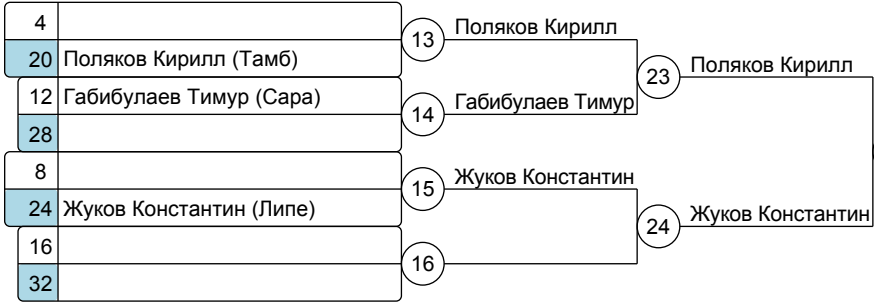 4
13
Поляков Кирилл
20 Поляков Кирилл (Тамб)
23
Поляков Кирилл
12 Габибулаев Тимур (Сара)
14
Габибулаев Тимур
28
8
15
Жуков Константин
24 Жуков Константин (Липе)
24
Жуков Константин
16
16
32